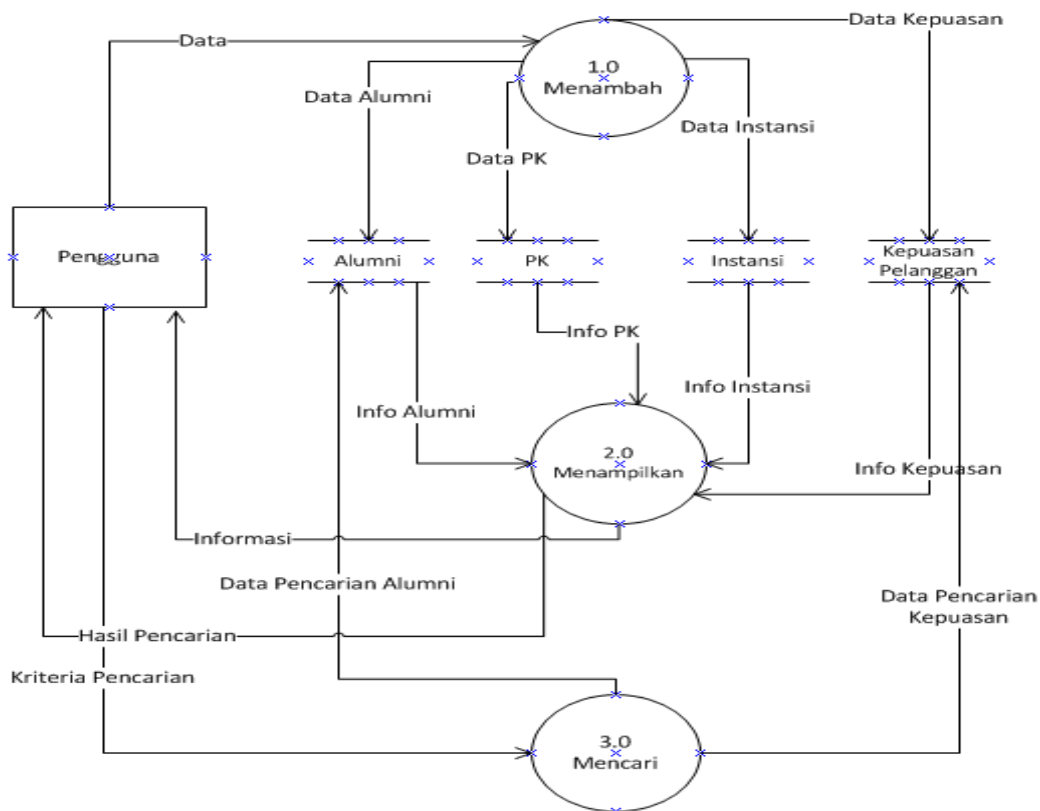 Data Kepuasan
Data
1.0
Menambah
Data Alumni
Data Instansi
Data PK
Pengguna
Alumni
PK
Instansi
Kepuasan
Pelanggan
Info PK
Info Instansi
Info Alumni
2.0
Menampilkan
Info Kepuasan
Informasi
Data Pencarian Alumni
Data Pencarian
Kepuasan
Hasil Pencarian
Kriteria Pencarian
3.0
Mencari